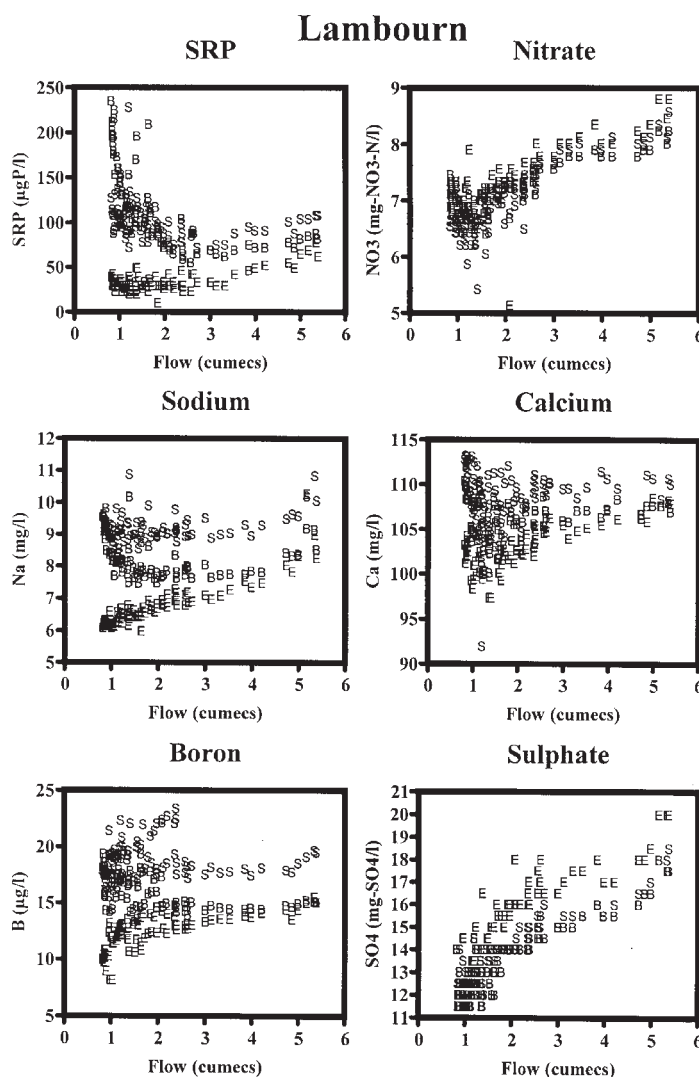 Lambourn
SRP
Nitrate
250
200
150
100
50
0
SRP (µgP/l)
0 1 2 3 4 5 6
Flow (cumecs)
9
8
7
6
5
NO3 (mg-NO3-N/l)
0 1 2 3 4 5 6
Flow (cumecs)
Sodium
Calcium
12
11
10
9
8
7
6
5
Na (mg/l)
0 1 2 3 4 5 6
Flow (cumecs)
115
110
105
100
95
90
Ca (mg/l)
0 1 2 3 4 5 6
Flow (cumecs)
Boron
Sulphate
25
20
15
10
5
B (µg/l)
0 1 2 3 4 5 6
Flow (cumecs)
21
20
19
18
17
16
15
14
13
12
11
SO4 (mg-SO4/l)
0 1 2 3 4 5 6
Flow (cumecs)